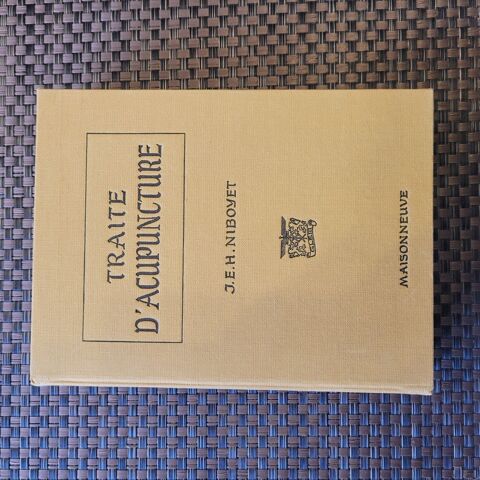 TRAITE
D'ACUPUNCTURE
J.E.H. NIBOYET
MAISONNEUVE